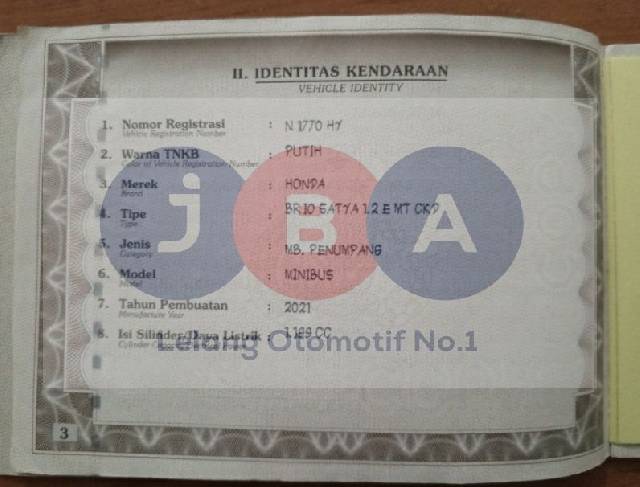 II. IDENTITAS KENDARAAN
VEHICLE IDENTITY
1. Nomor Registrasi : N 1770 HY
Vehicle Registration Number
2. Warna TNKB : PUTIH
Color of Vehicle Registration Number
3. Merek : HONDA
Brand
4. Tipe : BRIO SATYA 1.2 E MT CKD
Type
5. Jenis : MB. PENUMPANG
Category
6. Model : MINIBUS
Model
7. Tahun Pembuatan : 2021
Manufacture Year
8. Isi Silinder/Daya Listrik : 1.199 CC
Cylinder
JBA
Lelang Otomotif No.1
3